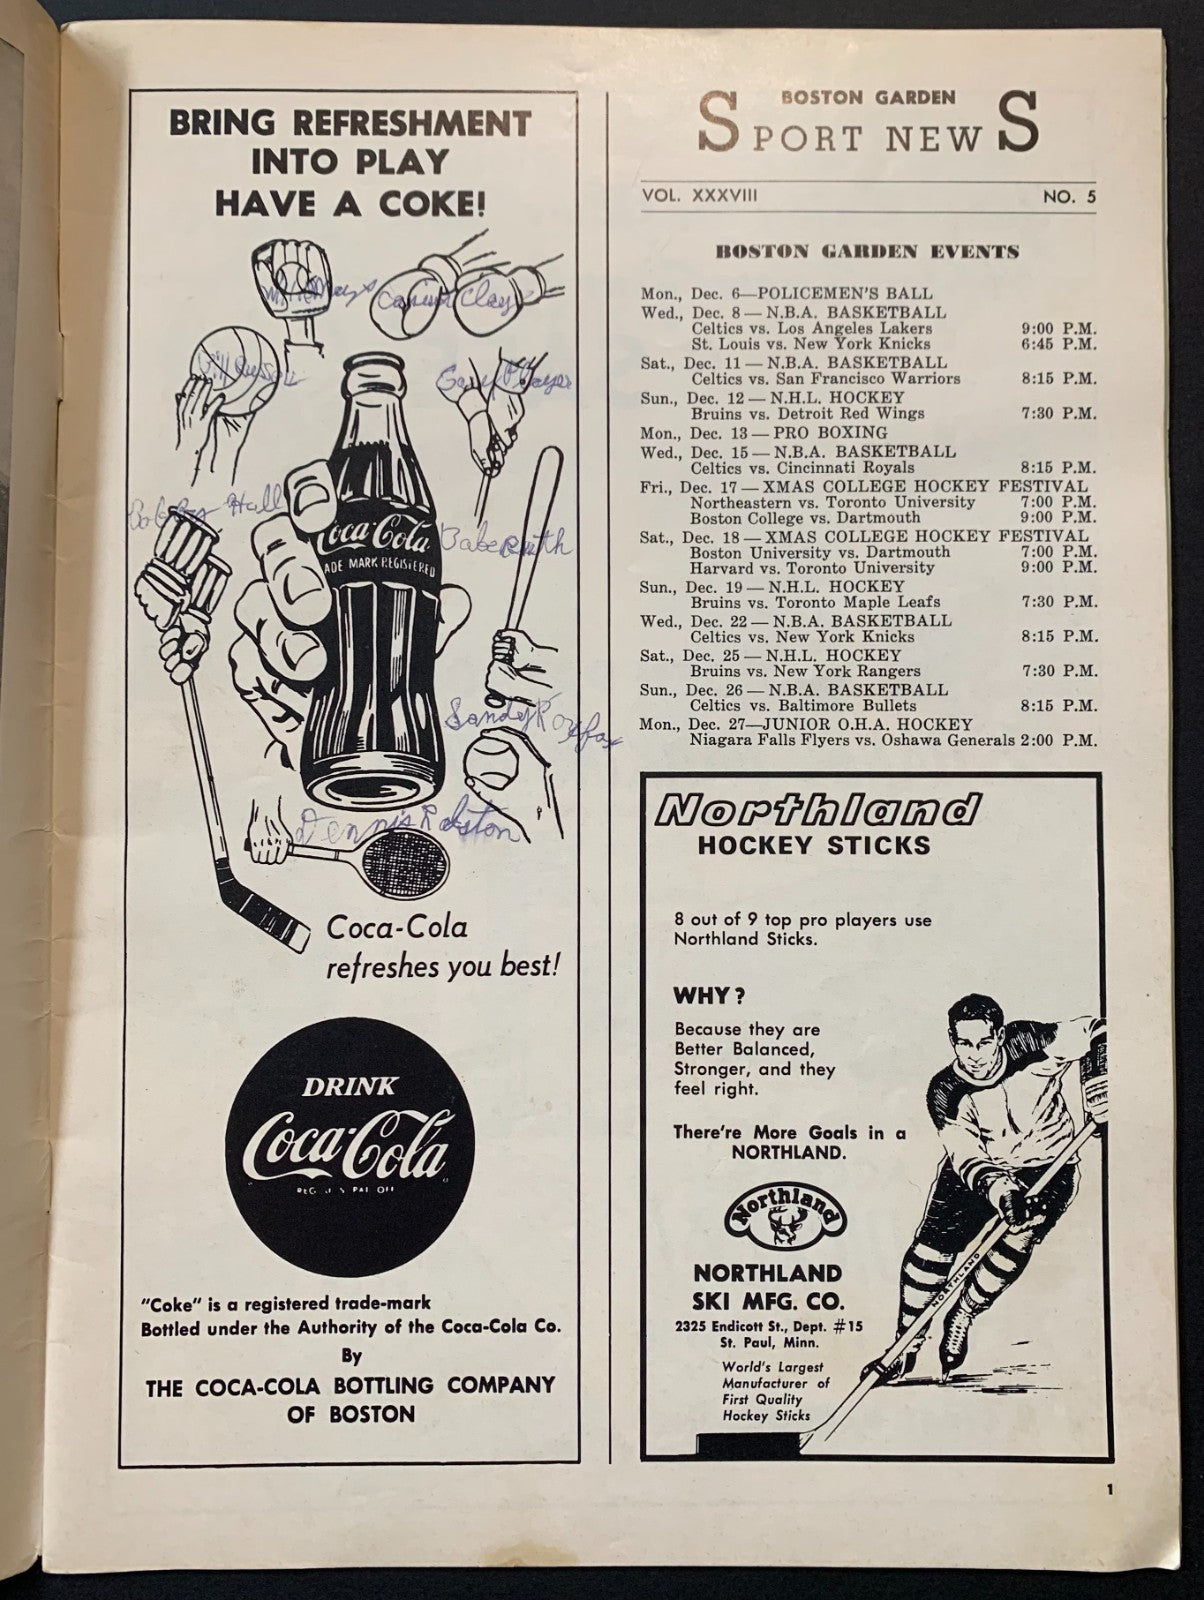 BRING REFRESHMENT
INTO PLAY
HAVE A COKE!
Willie Mays
Casius Clay
Bill Russell
Gary Player
Bobby Hull
Coca-Cola
ADE MARK REGISTERED
Babe Ruth
Sandy Koufax
Dennis Ralston
Coca-Cola
refreshes you best!
DRINK
Coca-Cola
"Coke" is a registered trade-mark
Bottled under the Authority of the Coca-Cola Co.
By
THE COCA-COLA BOTTLING COMPANY
OF BOSTON
BOSTON GARDEN
SPORT NEWS
VOL. XXXVIII NO. 5
BOSTON GARDEN EVENTS
Mon., Dec. 6—POLICEMEN'S BALL
Wed., Dec. 8 — N.B.A. BASKETBALL
Celtics vs. Los Angeles Lakers 9:00 P.M.
St. Louis vs. New York Knicks 6:45 P.M.
Sat., Dec. 11 — N.B.A. BASKETBALL
Celtics vs. San Francisco Warriors 8:15 P.M.
Sun., Dec. 12 — N.H.L. HOCKEY
Bruins vs. Detroit Red Wings 7:30 P.M.
Mon., Dec. 13 — PRO BOXING
Wed., Dec. 15 — N.B.A. BASKETBALL
Celtics vs. Cincinnati Royals 8:15 P.M.
Fri., Dec. 17 — XMAS COLLEGE HOCKEY FESTIVAL
Northeastern vs. Toronto University 7:00 P.M.
Boston College vs. Dartmouth 9:00 P.M.
Sat., Dec. 18 — XMAS COLLEGE HOCKEY FESTIVAL
Boston University vs. Dartmouth 7:00 P.M.
Harvard vs. Toronto University 9:00 P.M.
Sun., Dec. 19 — N.H.L. HOCKEY
Bruins vs. Toronto Maple Leafs 7:30 P.M.
Wed., Dec. 22 — N.B.A. BASKETBALL
Celtics vs. New York Knicks 8:15 P.M.
Sat., Dec. 25 — N.H.L. HOCKEY
Bruins vs. New York Rangers 7:30 P.M.
Sun., Dec. 26 — N.B.A. BASKETBALL
Celtics vs. Baltimore Bullets 8:15 P.M.
Mon., Dec. 27—JUNIOR O.H.A. HOCKEY
Niagara Falls Flyers vs. Oshawa Generals 2:00 P.M.
Northland
HOCKEY STICKS
8 out of 9 top pro players use
Northland Sticks.
WHY?
Because they are
Better Balanced,
Stronger, and they
feel right.
There're More Goals in a
NORTHLAND.
Northland
NORTHLAND
SKI MFG. CO.
2325 Endicott St., Dept. #15
St. Paul, Minn.
World's Largest
Manufacturer of
First Quality
Hockey Sticks
NORTHLAND
1